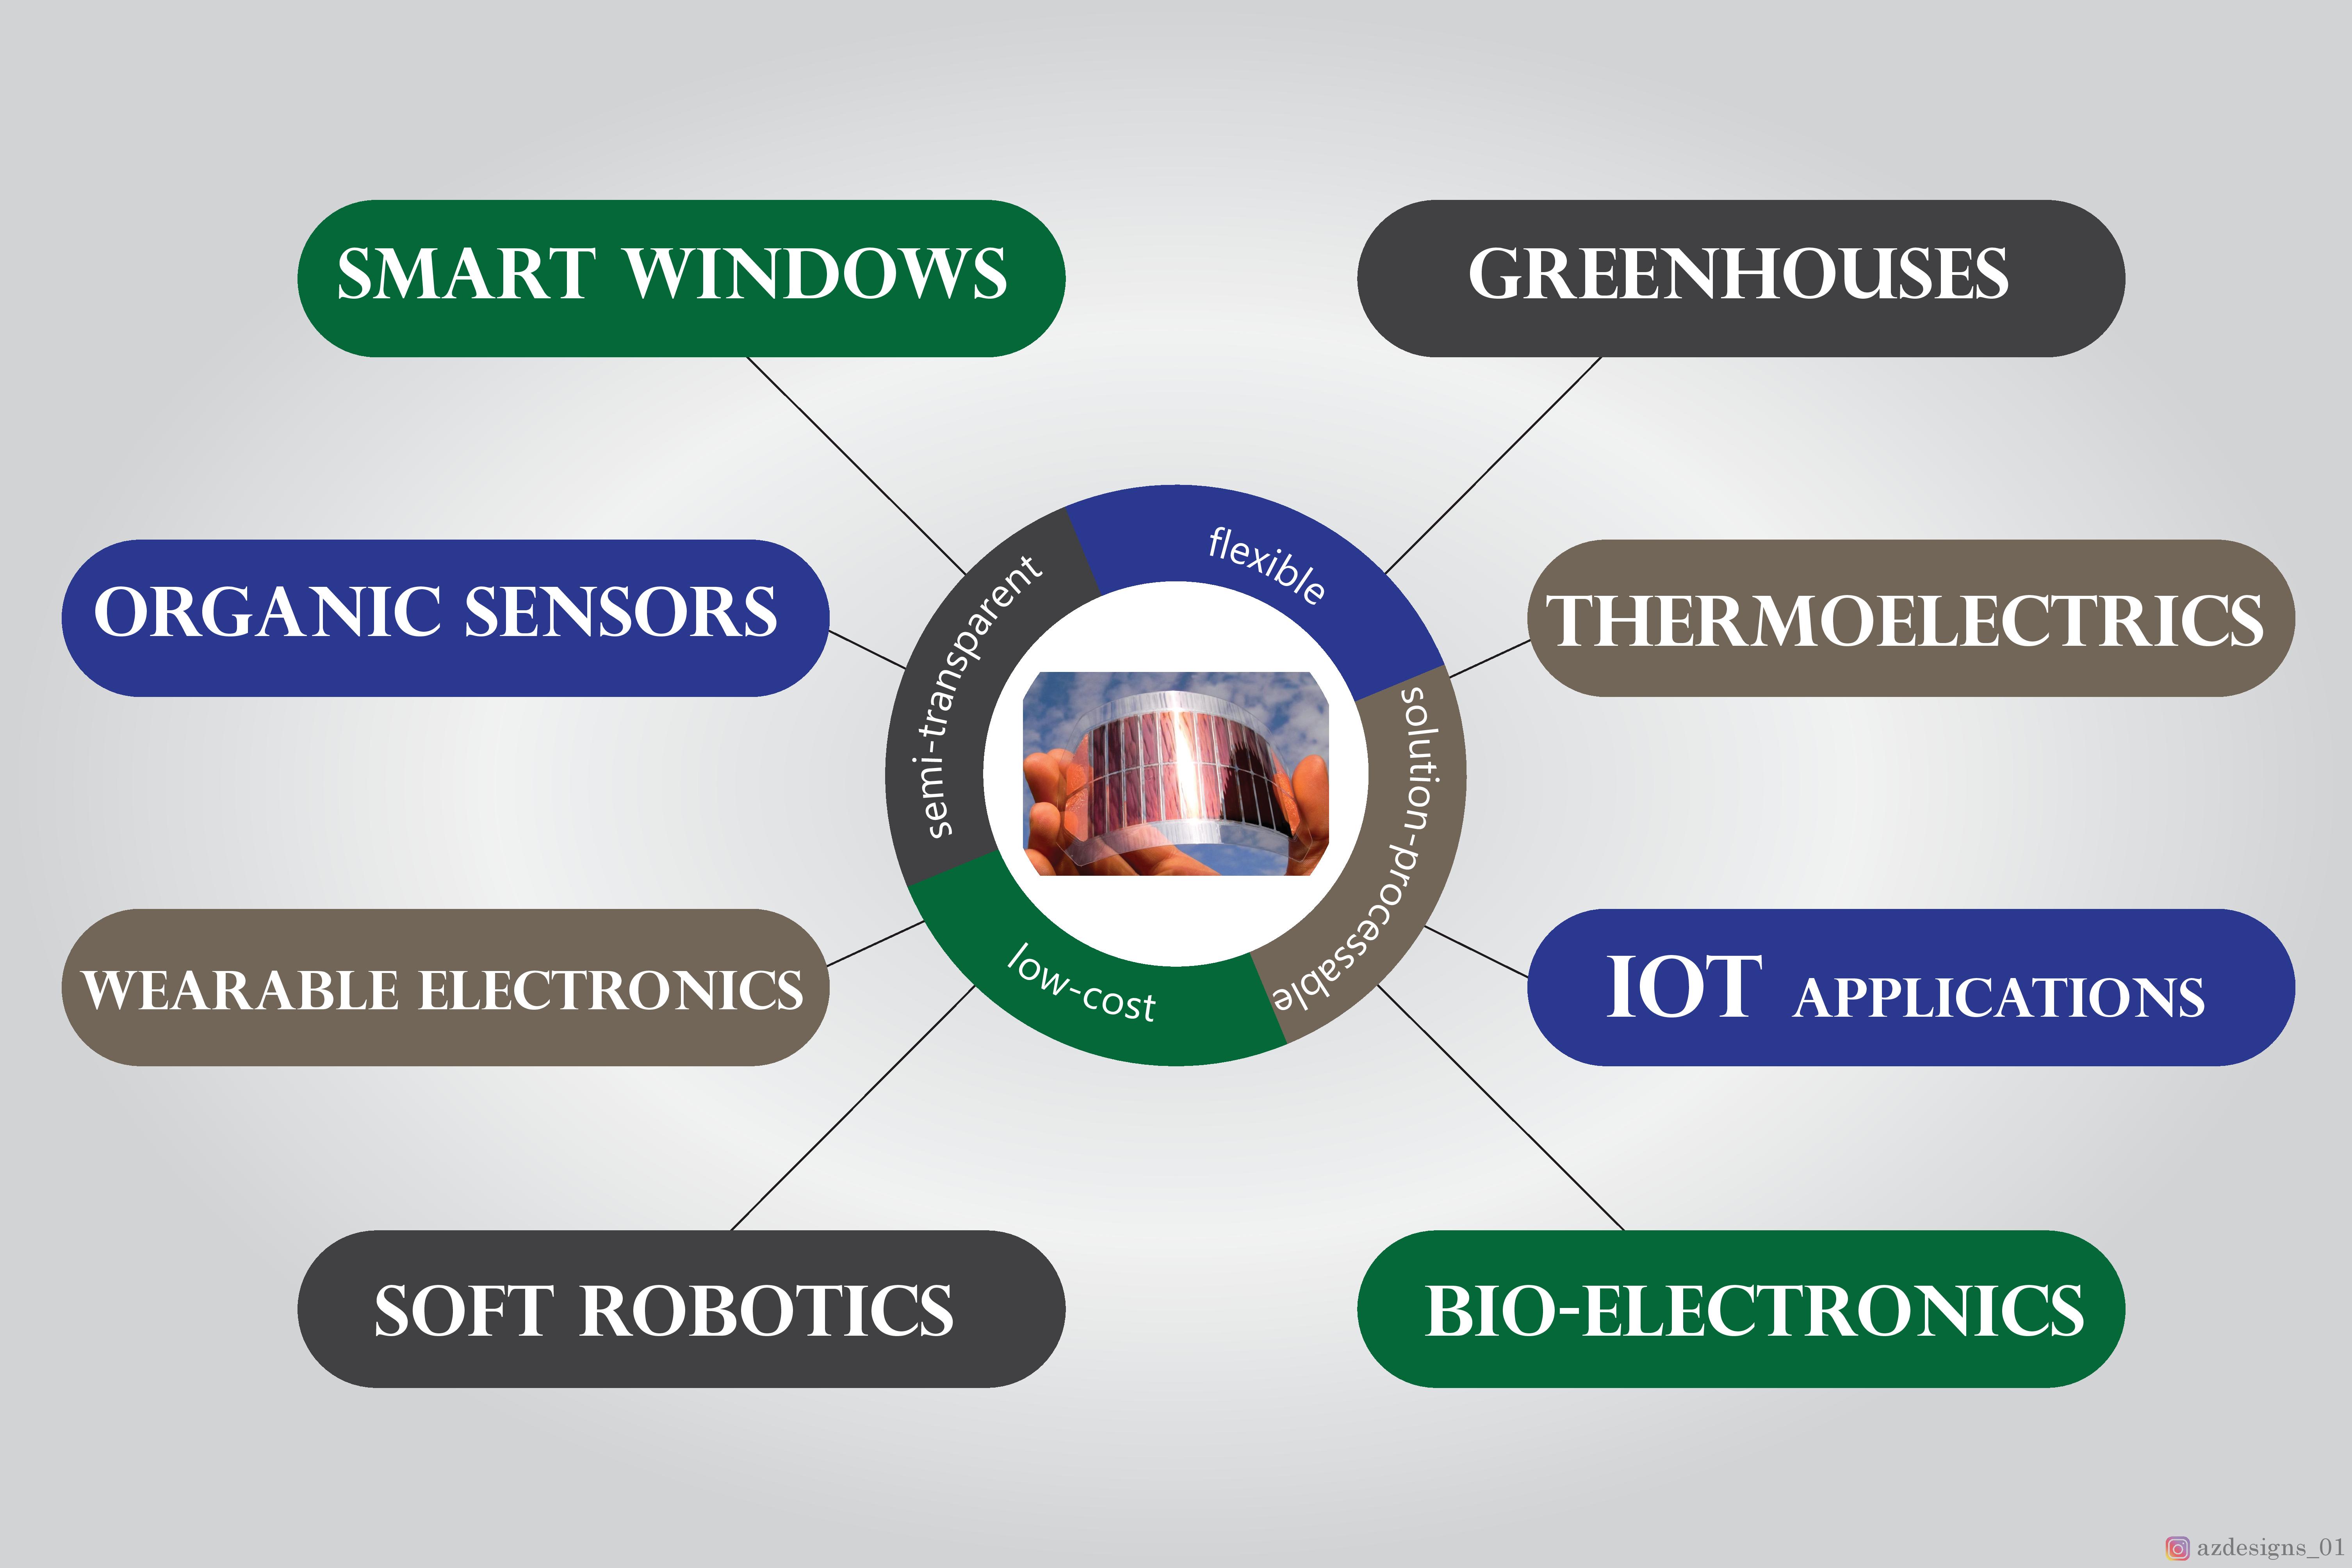 SMART WINDOWS
GREENHOUSES
ORGANIC SENSORS
THERMOELECTRICS
semi-transparent
flexible
solution-processable
low-cost
WEARABLE ELECTRONICS
IOT APPLICATIONS
SOFT ROBOTICS
BIO-ELECTRONICS
azdesigns_01